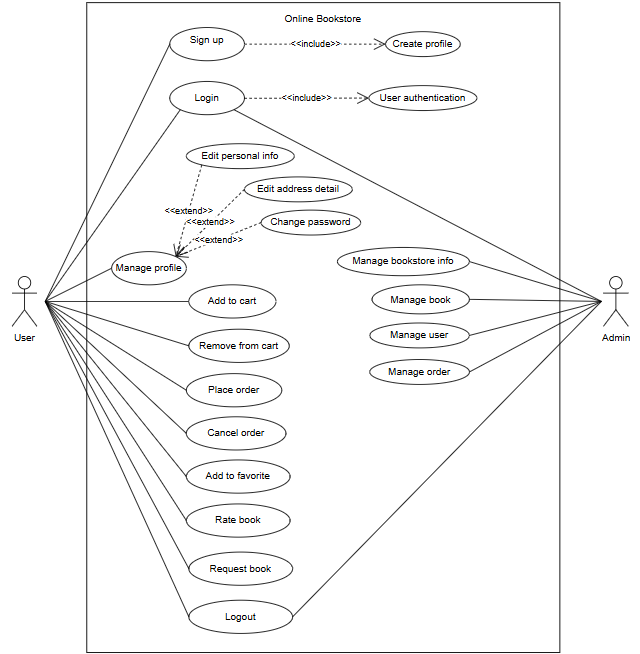 Online Bookstore
Sign up
<<include>>
Create profile
Login
<<include>>
User authentication
Edit personal info
Edit address detail
<<extend>>
<<extend>>
Change password
<<extend>>
Manage profile
Manage bookstore info
Add to cart
Manage book
User
Admin
Manage user
Remove from cart
Manage order
Place order
Cancel order
Add to favorite
Rate book
Request book
Logout